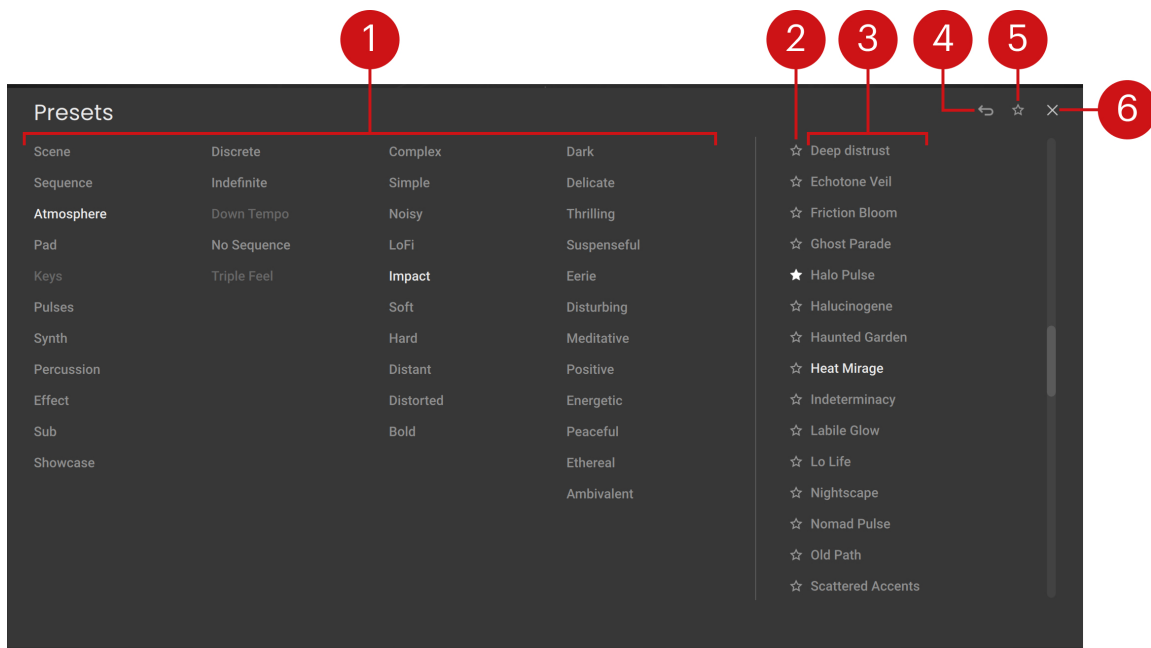 1
2
3
4
5
6
Presets
Scene
Sequence
Atmosphere
Pad
Keys
Pulses
Synth
Percussion
Effect
Sub
Showcase
Discrete
Indefinite
Down Tempo
No Sequence
Triple Feel
Complex
Simple
Noisy
LoFi
Impact
Soft
Hard
Distant
Distorted
Bold
Dark
Delicate
Thrilling
Suspenseful
Eerie
Disturbing
Meditative
Positive
Energetic
Peaceful
Ethereal
Ambivalent
Deep distrust
Echotone Veil
Friction Bloom
Ghost Parade
Halo Pulse
Halucinogene
Haunted Garden
Heat Mirage
Indeterminacy
Labile Glow
Lo Life
Nightscape
Nomad Pulse
Old Path
Scattered Accents